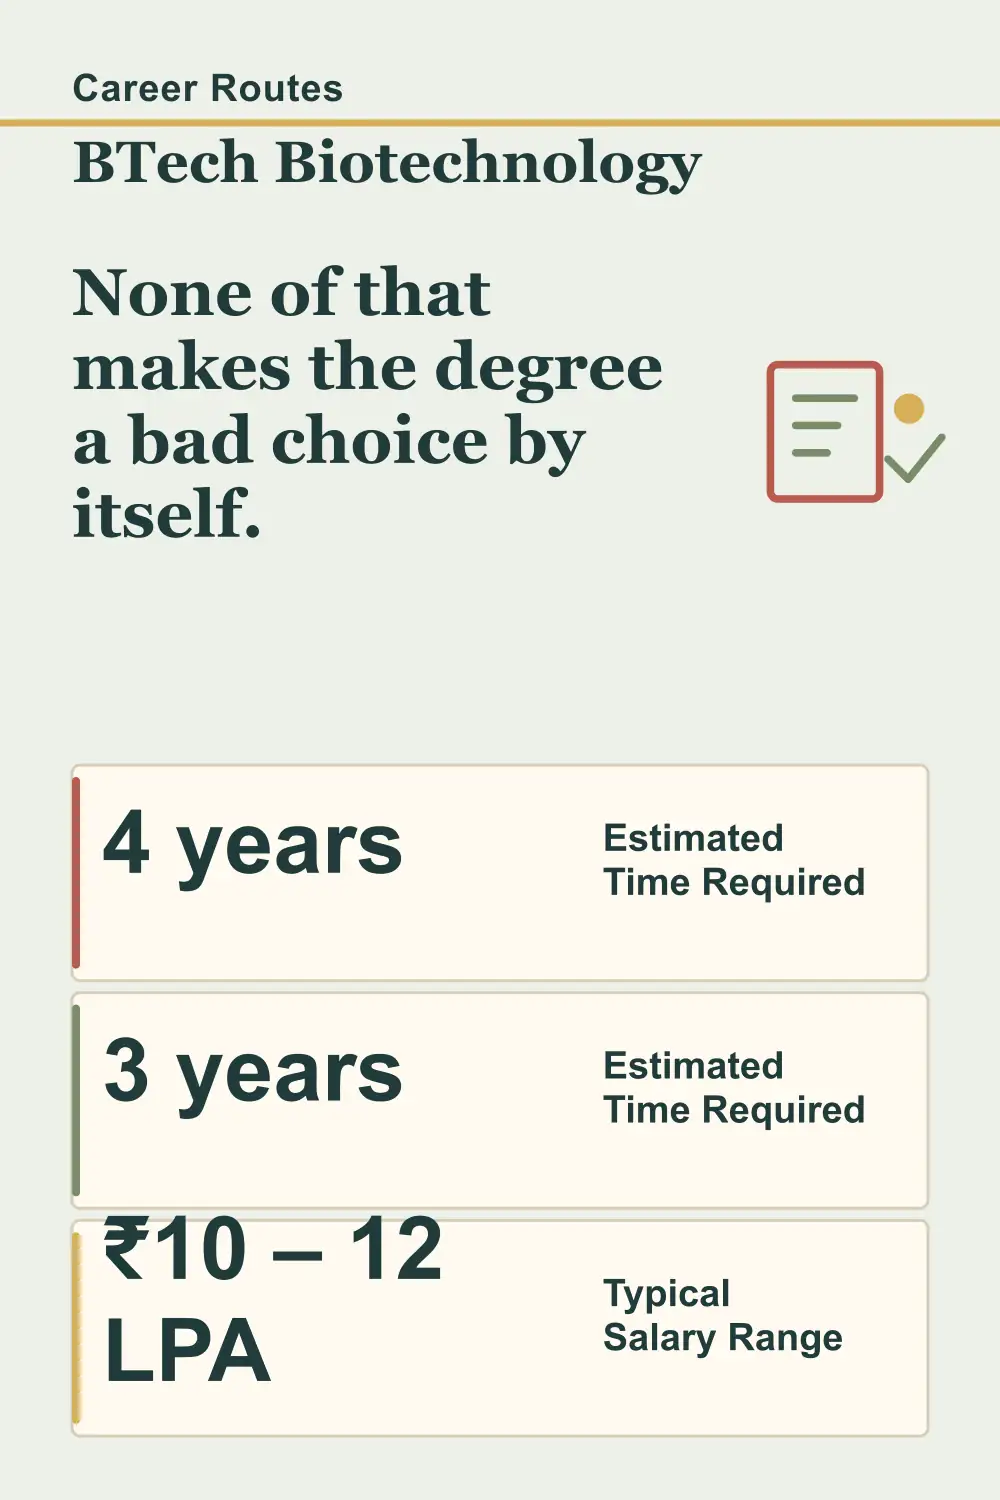 Career Routes
BTech Biotechnology
None of that
makes the degree
a bad choice by
itself.
4 years
Estimated
Time Required
3 years
Estimated
Time Required
₹10 – 12
LPA
Typical
Salary Range